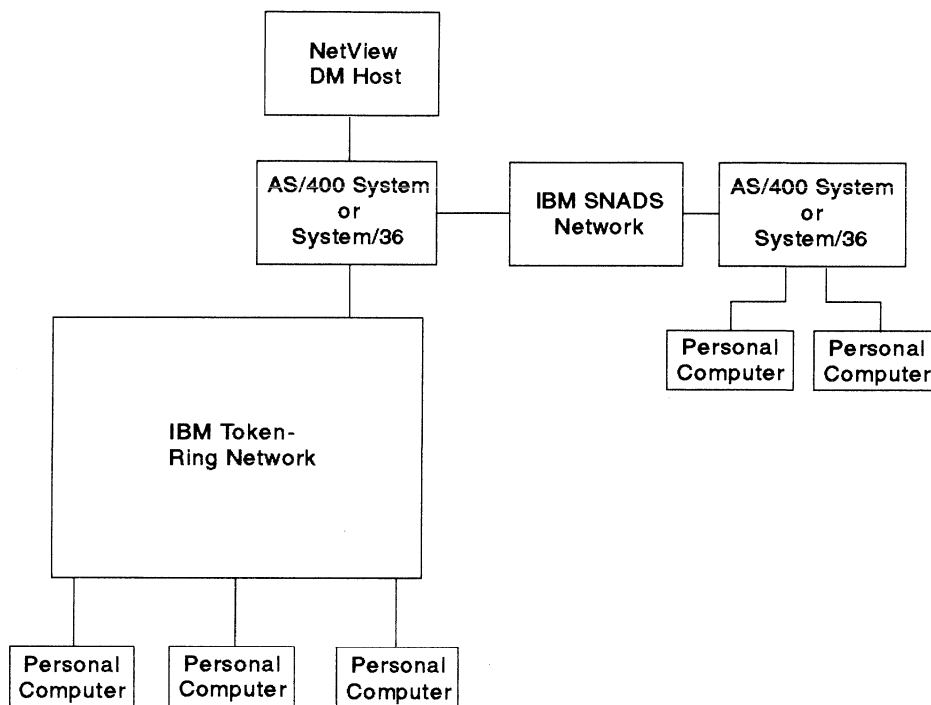 NetView
DM Host
AS/400 System
or
System/36
IBM SNADS
Network
AS/400 System
or
System/36
Personal
Computer
Personal
Computer
IBM Token-
Ring Network
Personal
Computer
Personal
Computer
Personal
Computer